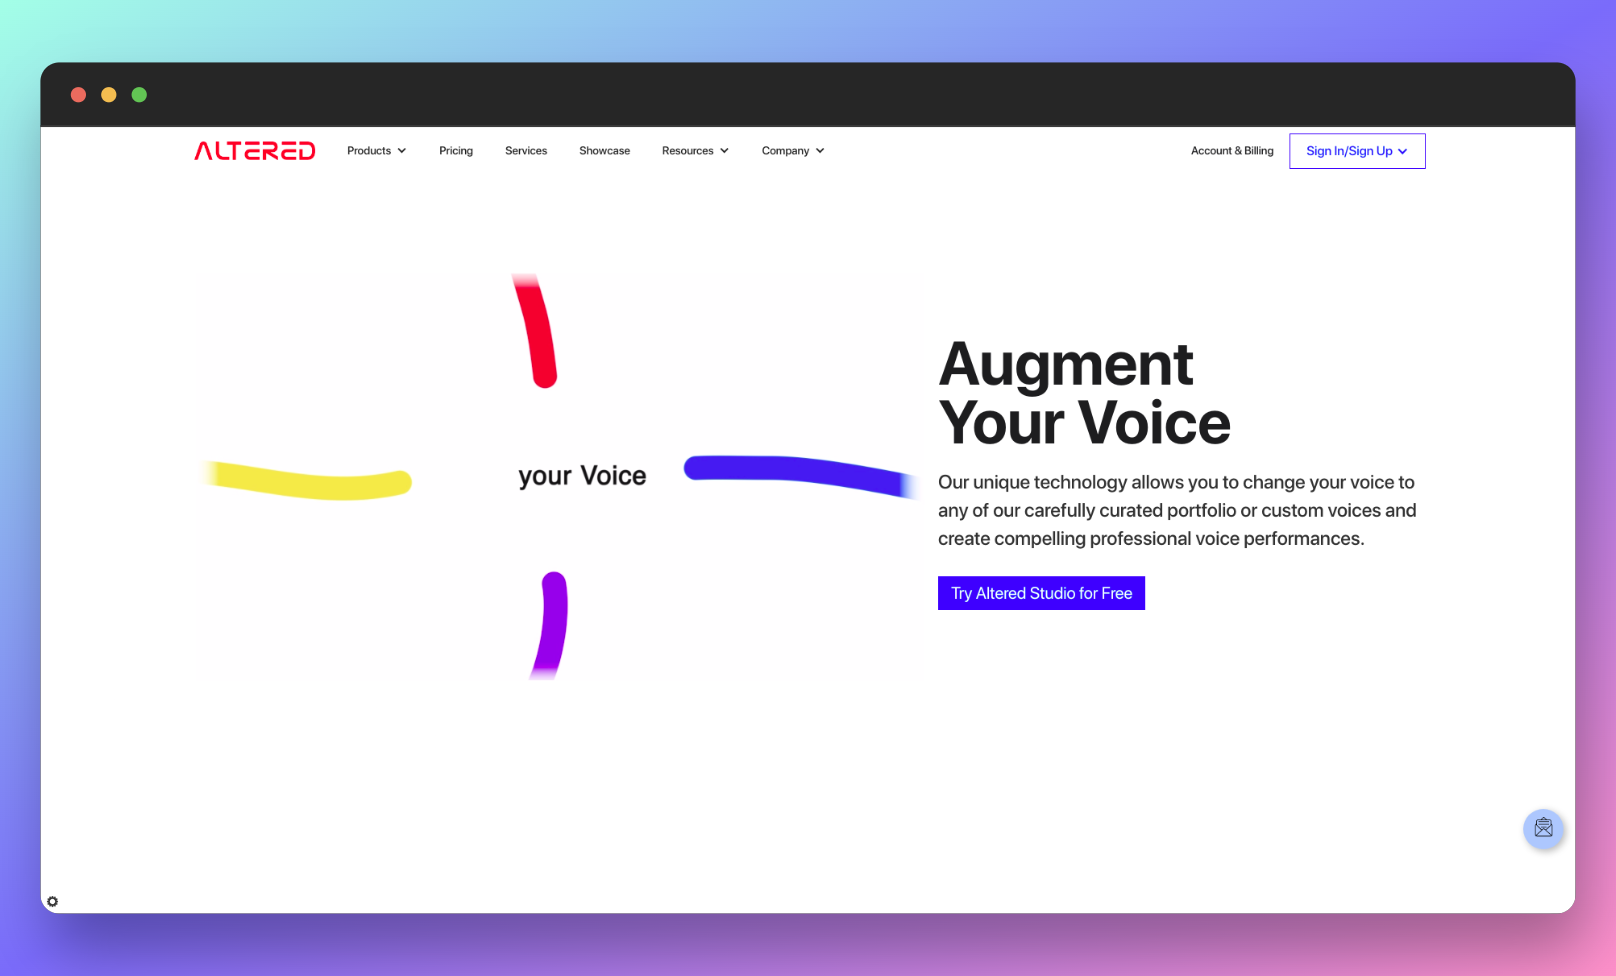 ALTERED
Products
Pricing
Services
Showcase
Resources
Company
Account & Billing
Sign In/Sign Up
your Voice
Augment
Your Voice
Our unique technology allows you to change your voice to
any of our carefully curated portfolio or custom voices and
create compelling professional voice performances.
Try Altered Studio for Free